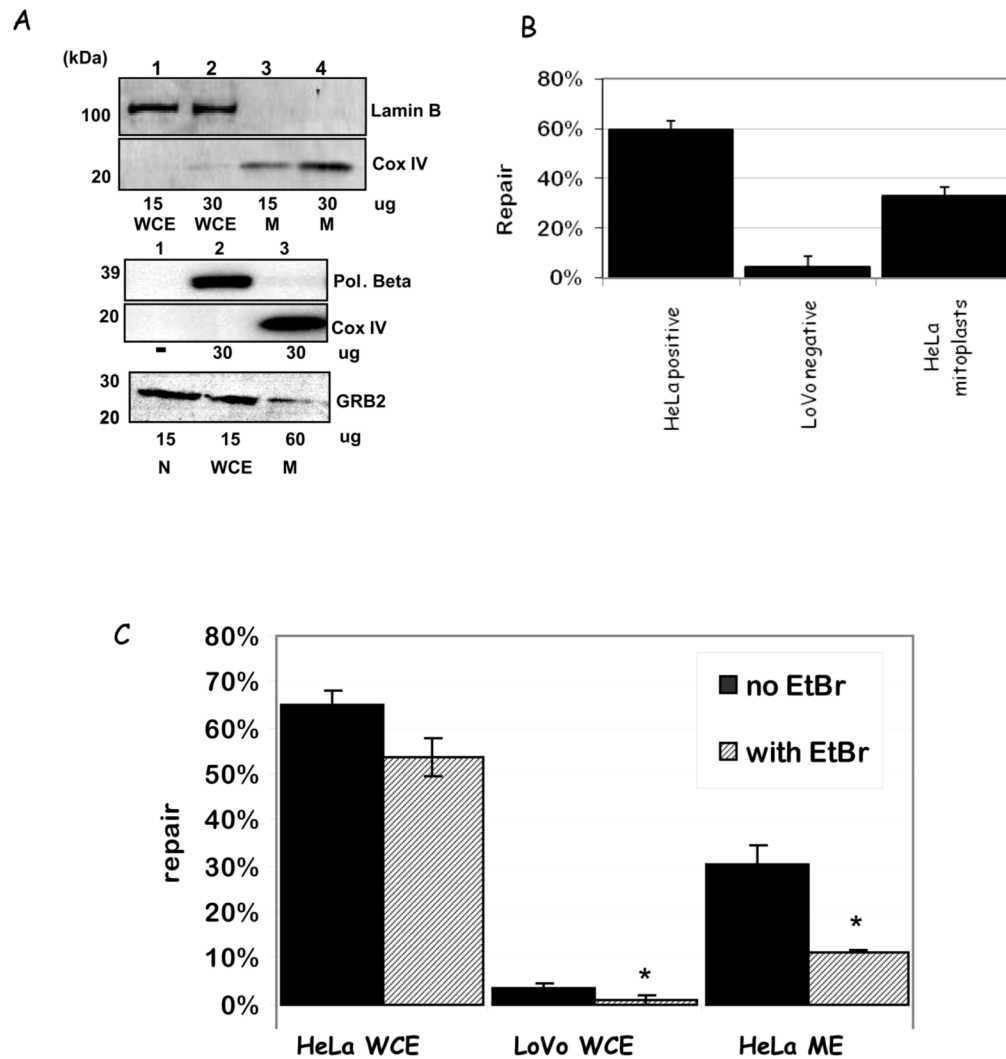 A
(kDa)
1 2 3 4
100 Lamin B
20 Cox IV
15 30 15 30 ug
WCE WCE M M
1 2 3
39 Pol. Beta
20 Cox IV
- 30 30 ug
30 GRB2
20
15 15 60 ug
N WCE M
B
80%
60%
40%
20%
0%
Repair
HeLa positive
LoVo negative
HeLa
mitoplasts
C
80%
70%
60%
50%
40%
30%
20%
10%
0%
repair
no EtBr
with EtBr
*
*
HeLa WCE LoVo WCE HeLa ME